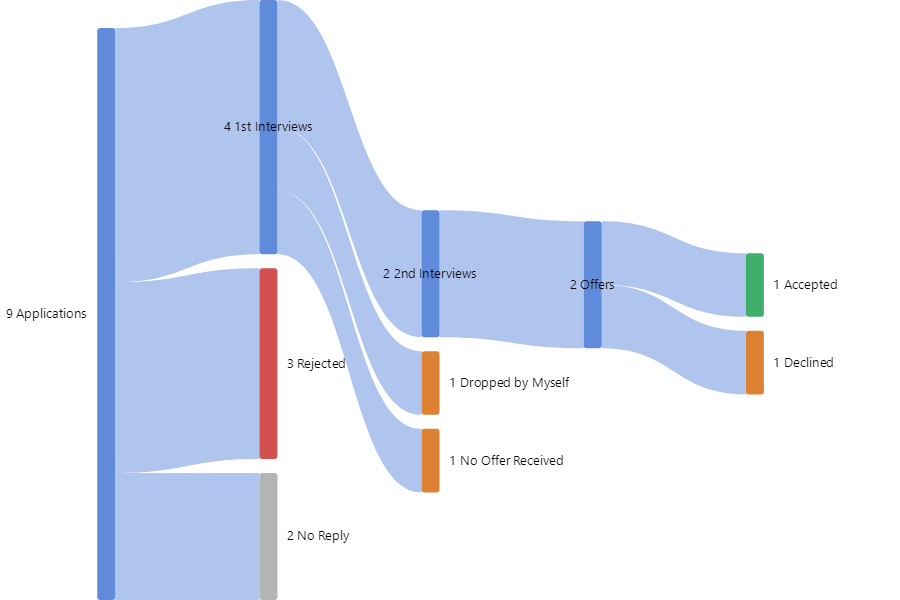 9 Applications
4 1st Interviews
3 Rejected
2 No Reply
2 2nd Interviews
1 Dropped by Myself
1 No Offer Received
2 Offers
1 Accepted
1 Declined